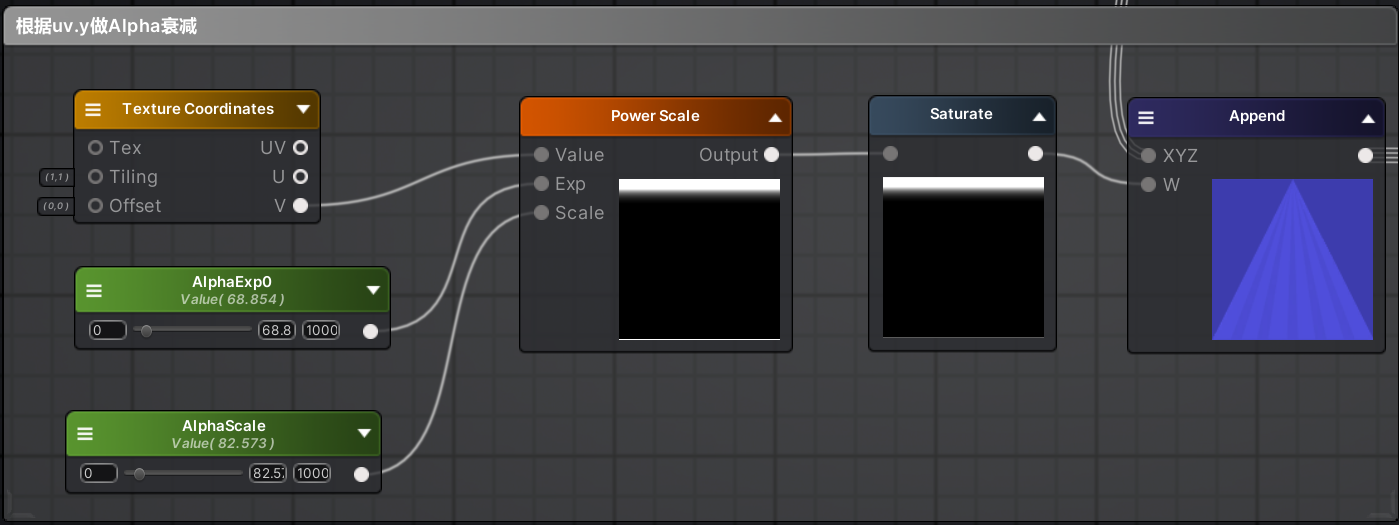 根据uv.y做Alpha衰减
Texture Coordinates
Tex
UV
(1,1)
Tiling
U
(0,0)
Offset
V
AlphaExp0
Value( 68.854 )
0
68.8
1000
AlphaScale
Value( 82.573 )
0
82.57
1000
Power Scale
Value
Output
Exp
Scale
Saturate
Append
XYZ
W